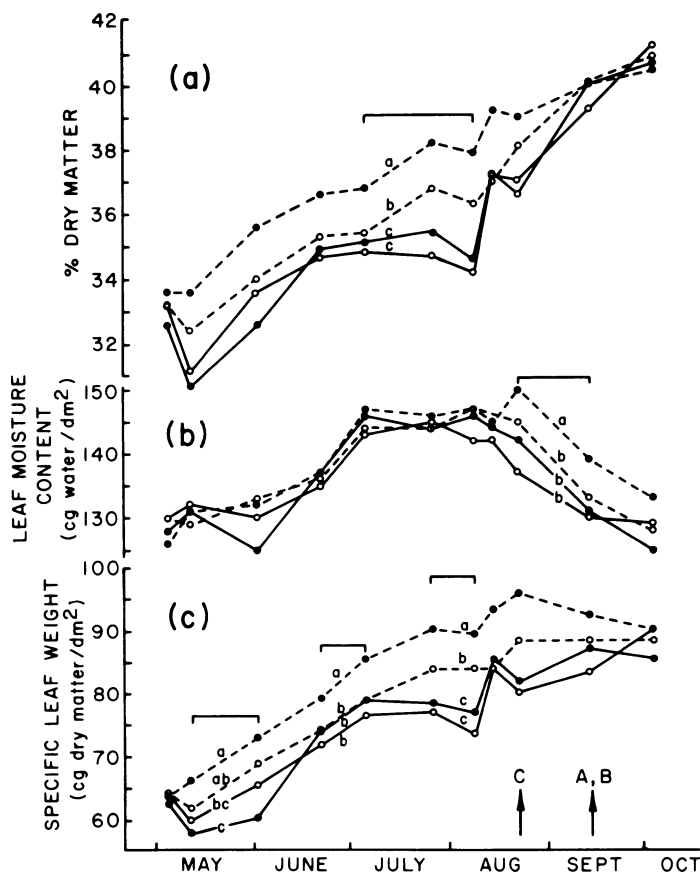 42
40
38
36
34
32
% DRY MATTER
(a)
a
b
c
c
150
140
130
LEAF MOISTURE
CONTENT
(cg water/dm²)
(b)
a
b
b
b
100
90
80
70
60
SPECIFIC LEAF WEIGHT
(cg dry matter/dm²)
(c)
a
ab
bc
c
a
b
b
b
a
b
c
c
C
A,B
MAY JUNE JULY AUG SEPT OCT